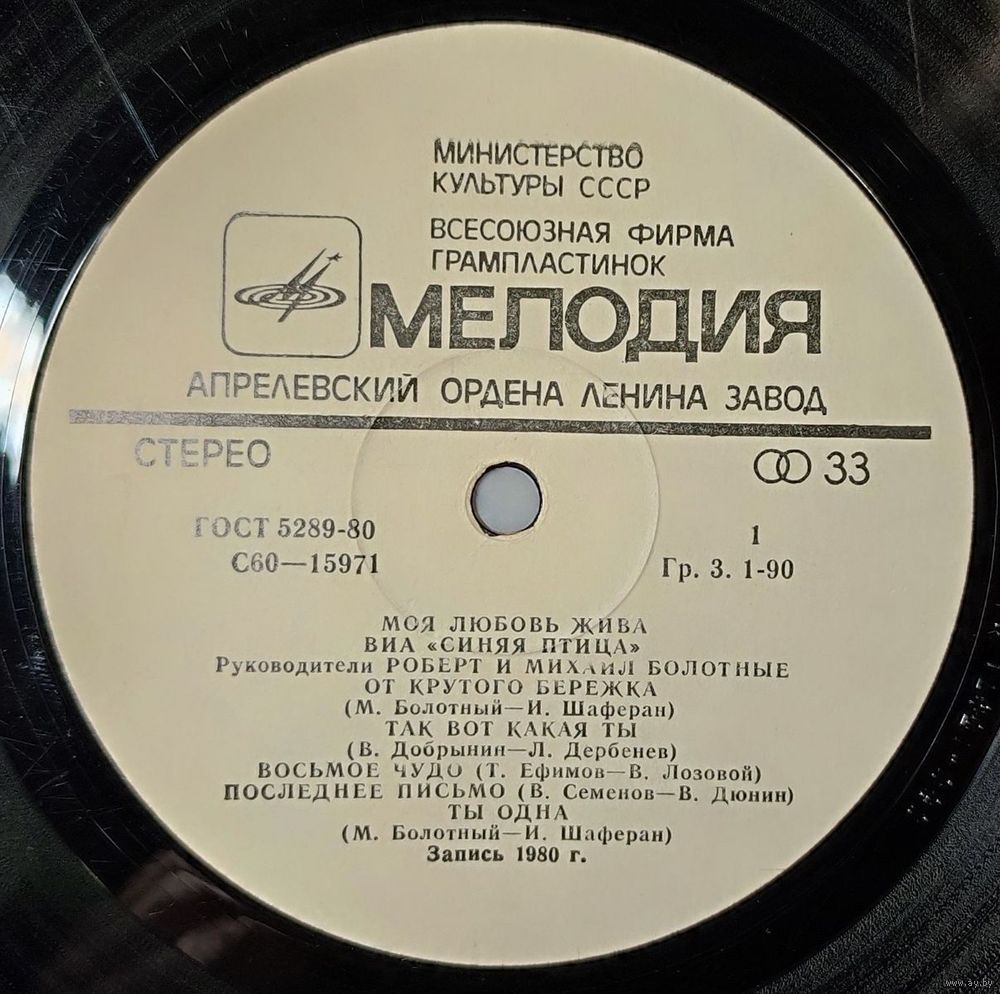 МИНИСТЕРСТВО
КУЛЬТУРЫ СССР
ВСЕСОЮЗНАЯ ФИРМА
ГРАМПЛАСТИНОК
МЕЛОДИЯ
АПРЕЛЕВСКИЙ ОРДЕНА ЛЕНИНА ЗАВОД
СТЕРЕО
33
ГОСТ 5289-80
С60—15971
1
Гр. 3. 1-90
МОЯ ЛЮБОВЬ ЖИВА
ВИА «СИНЯЯ ПТИЦА»
Руководители РОБЕРТ И МИХАИЛ БОЛОТНЫЕ
ОТ КРУТОГО БЕРЕЖКА
(М. Болотный—И. Шаферан)
ТАК ВОТ КАКАЯ ТЫ
(В. Добрынин—Л. Дербенев)
ВОСЬМОЕ ЧУДО (Т. Ефимов—В. Лозовой)
ПОСЛЕДНЕЕ ПИСЬМО (В. Семенов—В. Дюнин)
ТЫ ОДНА
(М. Болотный—И. Шаферан)
Запись 1980 г.
www.ay.by